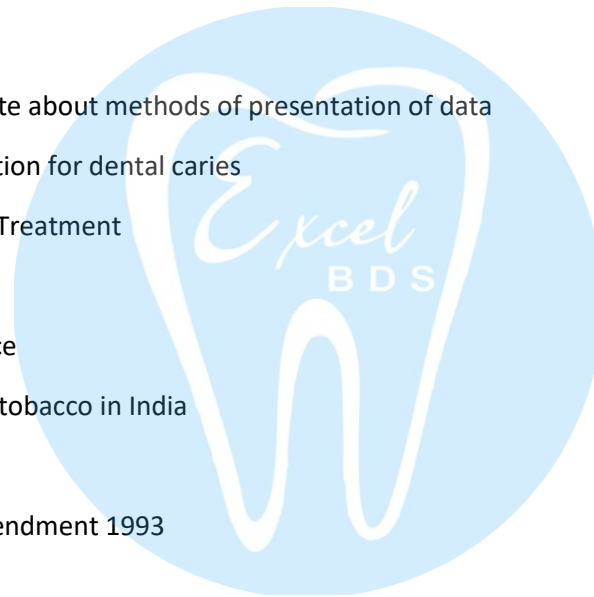 te about methods of presentation of data
tion for dental caries
Treatment
Excel
BDS
ce
tobacco in India
endment 1993